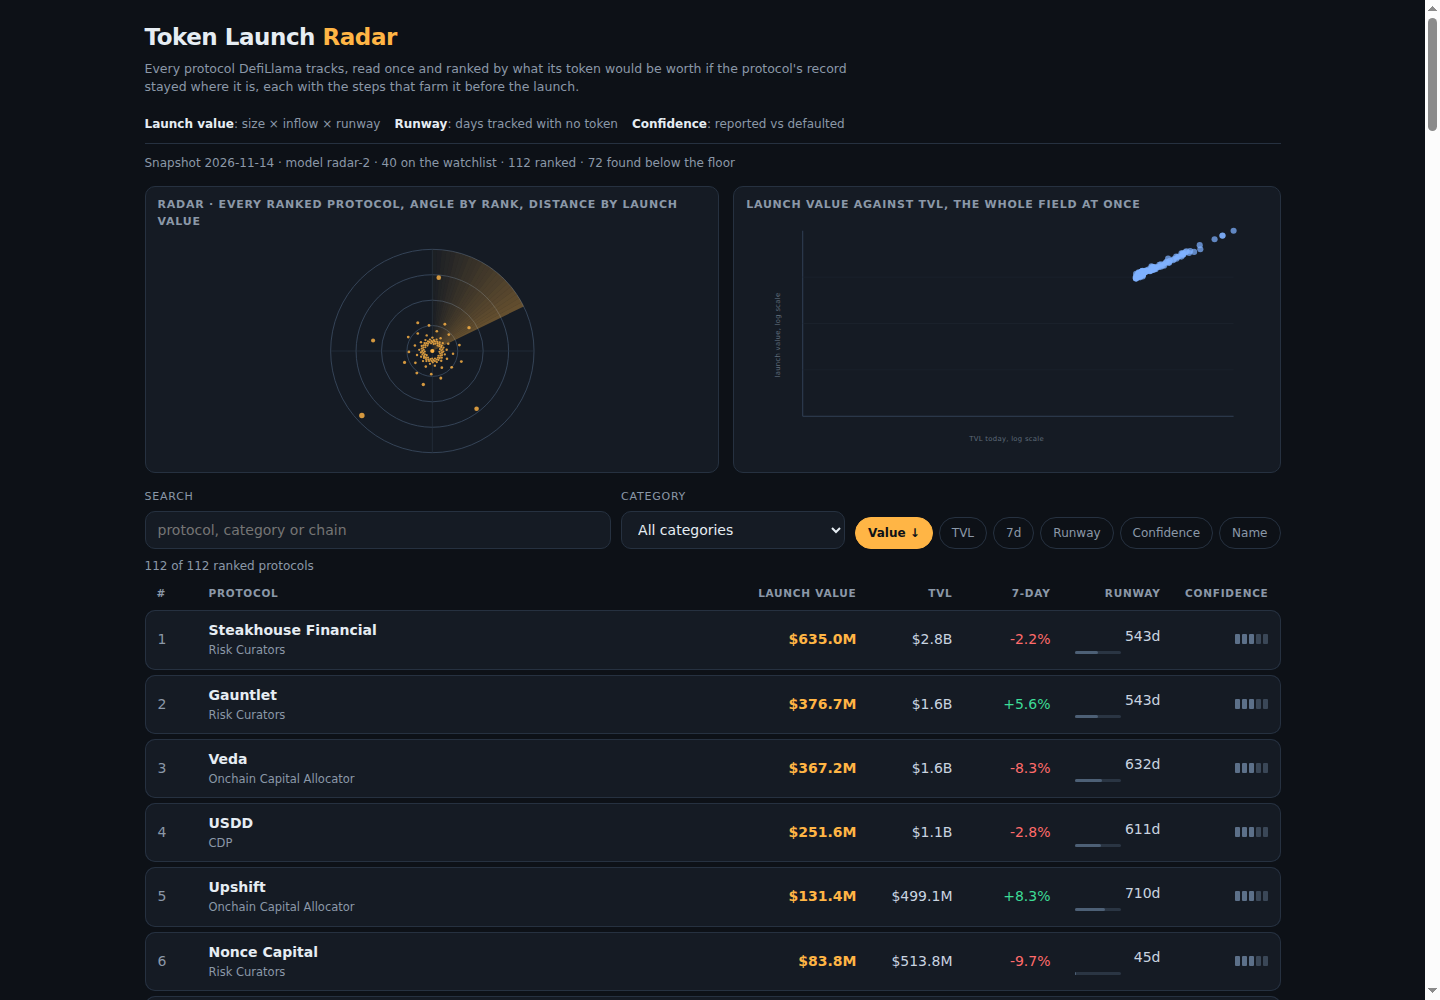 Token Launch Radar
Every protocol DefiLlama tracks, read once and ranked by what its token would be worth if the protocol's record
stayed where it is, each with the steps that farm it before the launch.
Launch value: size × inflow × runway Runway: days tracked with no token Confidence: reported vs defaulted
Snapshot 2026-11-14 · model radar-2 · 40 on the watchlist · 112 ranked · 72 found below the floor
RADAR · EVERY RANKED PROTOCOL, ANGLE BY RANK, DISTANCE BY LAUNCH
VALUE
LAUNCH VALUE AGAINST TVL, THE WHOLE FIELD AT ONCE
launch value, log scale
TVL today, log scale
SEARCH
CATEGORY
protocol, category or chain
All categories
Value ↓ TVL 7d Runway Confidence Name
112 of 112 ranked protocols
# PROTOCOL LAUNCH VALUE TVL 7-DAY RUNWAY CONFIDENCE
1 Steakhouse Financial $635.0M $2.8B -2.2% 543d
Risk Curators
2 Gauntlet $376.7M $1.6B +5.6% 543d
Risk Curators
3 Veda $367.2M $1.6B -8.3% 632d
Onchain Capital Allocator
4 USDD $251.6M $1.1B -2.8% 611d
CDP
5 Upshift $131.4M $499.1M +8.3% 710d
Onchain Capital Allocator
6 Nonce Capital $83.8M $513.8M -9.7% 45d
Risk Curators